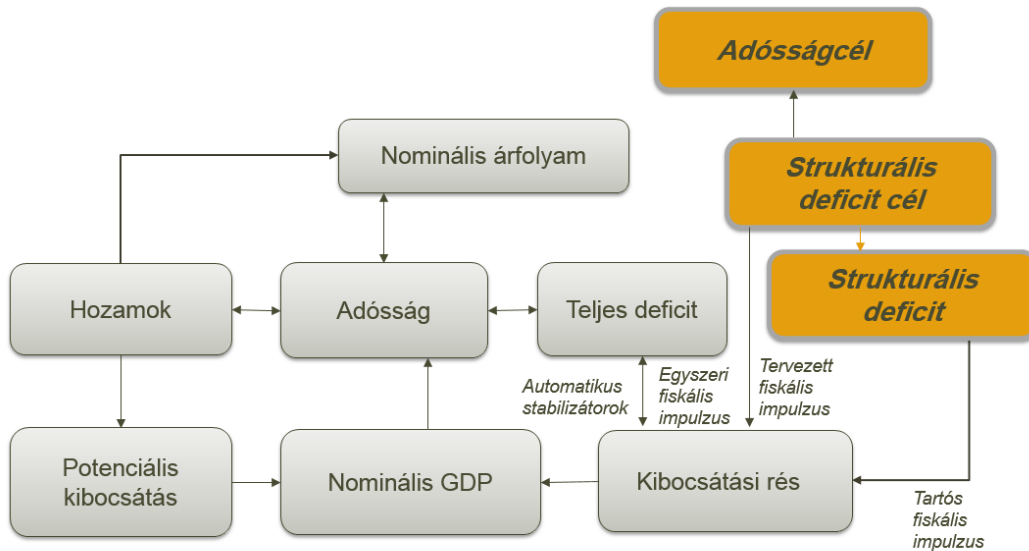 Adósságcél
Nominális árfolyam
Strukturális
deficit cél
Hozamok
Adósság
Teljes deficit
Strukturális
deficit
Automatikus
stabilizátorok
Egyszeri
fiskális
impulzus
Tervezett
fiskális
impulzus
Potenciális
kibocsátás
Nominális GDP
Kibocsátási rés
Tartós
fiskális
impulzus